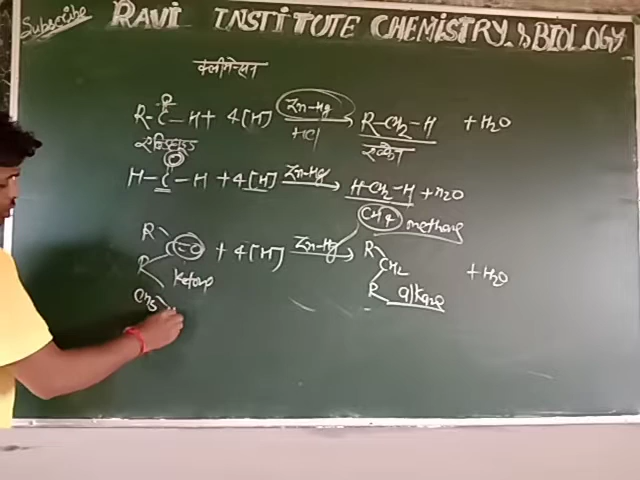 Subscribe RAVI INSTITUTE CHEMISTRY & BIOLOGY
क्लीमेन्सन
O
R-C-H + 4[H] Zn-Hg HCl R-CH2-H + H2O
एल्डिहाइड एल्केन
O
H-C-H + 4[H] Zn-Hg H-CH2-H + H2O
CH4 methane
R
C=O + 4[H] Zn-Hg R CH2 + H2O
R Ketone R alkane
CH3